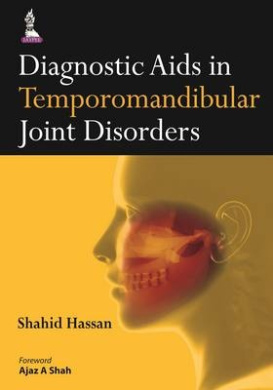 Diagnostic Aids in
Temporomandibular
Joint Disorders
Shahid Hassan
Foreword
Ajaz A Shah